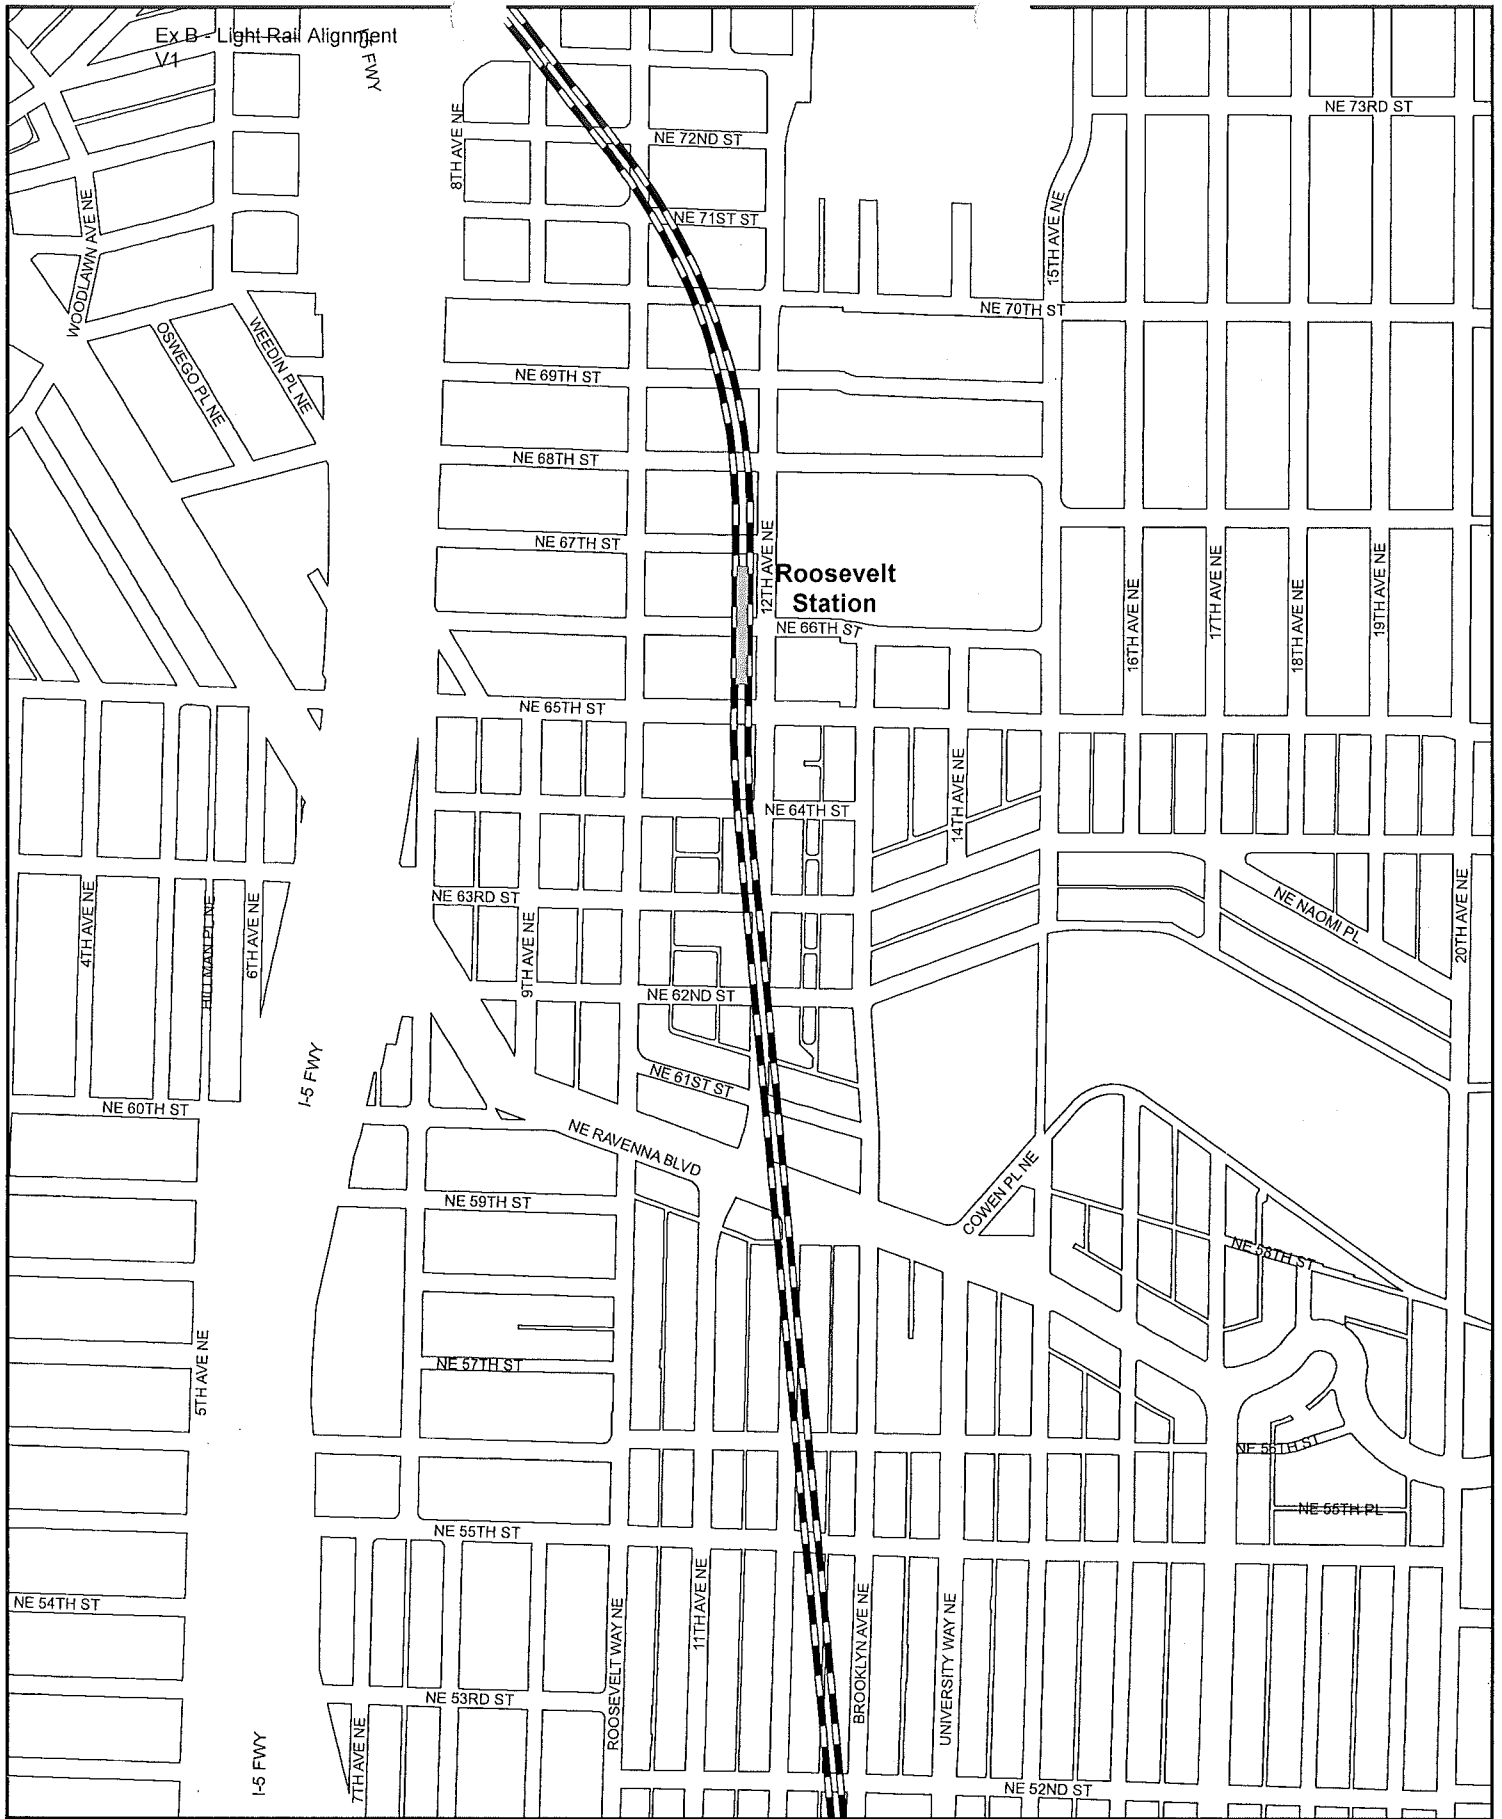 Ex B - Light Rail Alignment
V1
I-5 FWY
NE 73RD ST
8TH AVE NE
NE 72ND ST
WOODLAWN AVE NE
NE 71ST ST
15TH AVE NE
NE 70TH ST
OSWEGO PL NE
WEEDIN PL NE
NE 69TH ST
NE 68TH ST
NE 67TH ST
12TH AVE NE
Roosevelt
Station
NE 66TH ST
16TH AVE NE
17TH AVE NE
18TH AVE NE
19TH AVE NE
NE 65TH ST
14TH AVE NE
NE 64TH ST
4TH AVE NE
HILLMAN PL NE
6TH AVE NE
NE 63RD ST
9TH AVE NE
NE NAOMI PL
20TH AVE NE
NE 62ND ST
I-5 FWY
NE 61ST ST
NE 60TH ST
NE RAVENNA BLVD
COWEN PL NE
NE 59TH ST
NE 58TH ST
5TH AVE NE
NE 57TH ST
NE 56TH ST
NE 55TH PL
NE 55TH ST
NE 54TH ST
ROOSEVELT WAY NE
11TH AVE NE
BROOKLYN AVE NE
UNIVERSITY WAY NE
NE 53RD ST
I-5 FWY
7TH AVE NE
NE 52ND ST